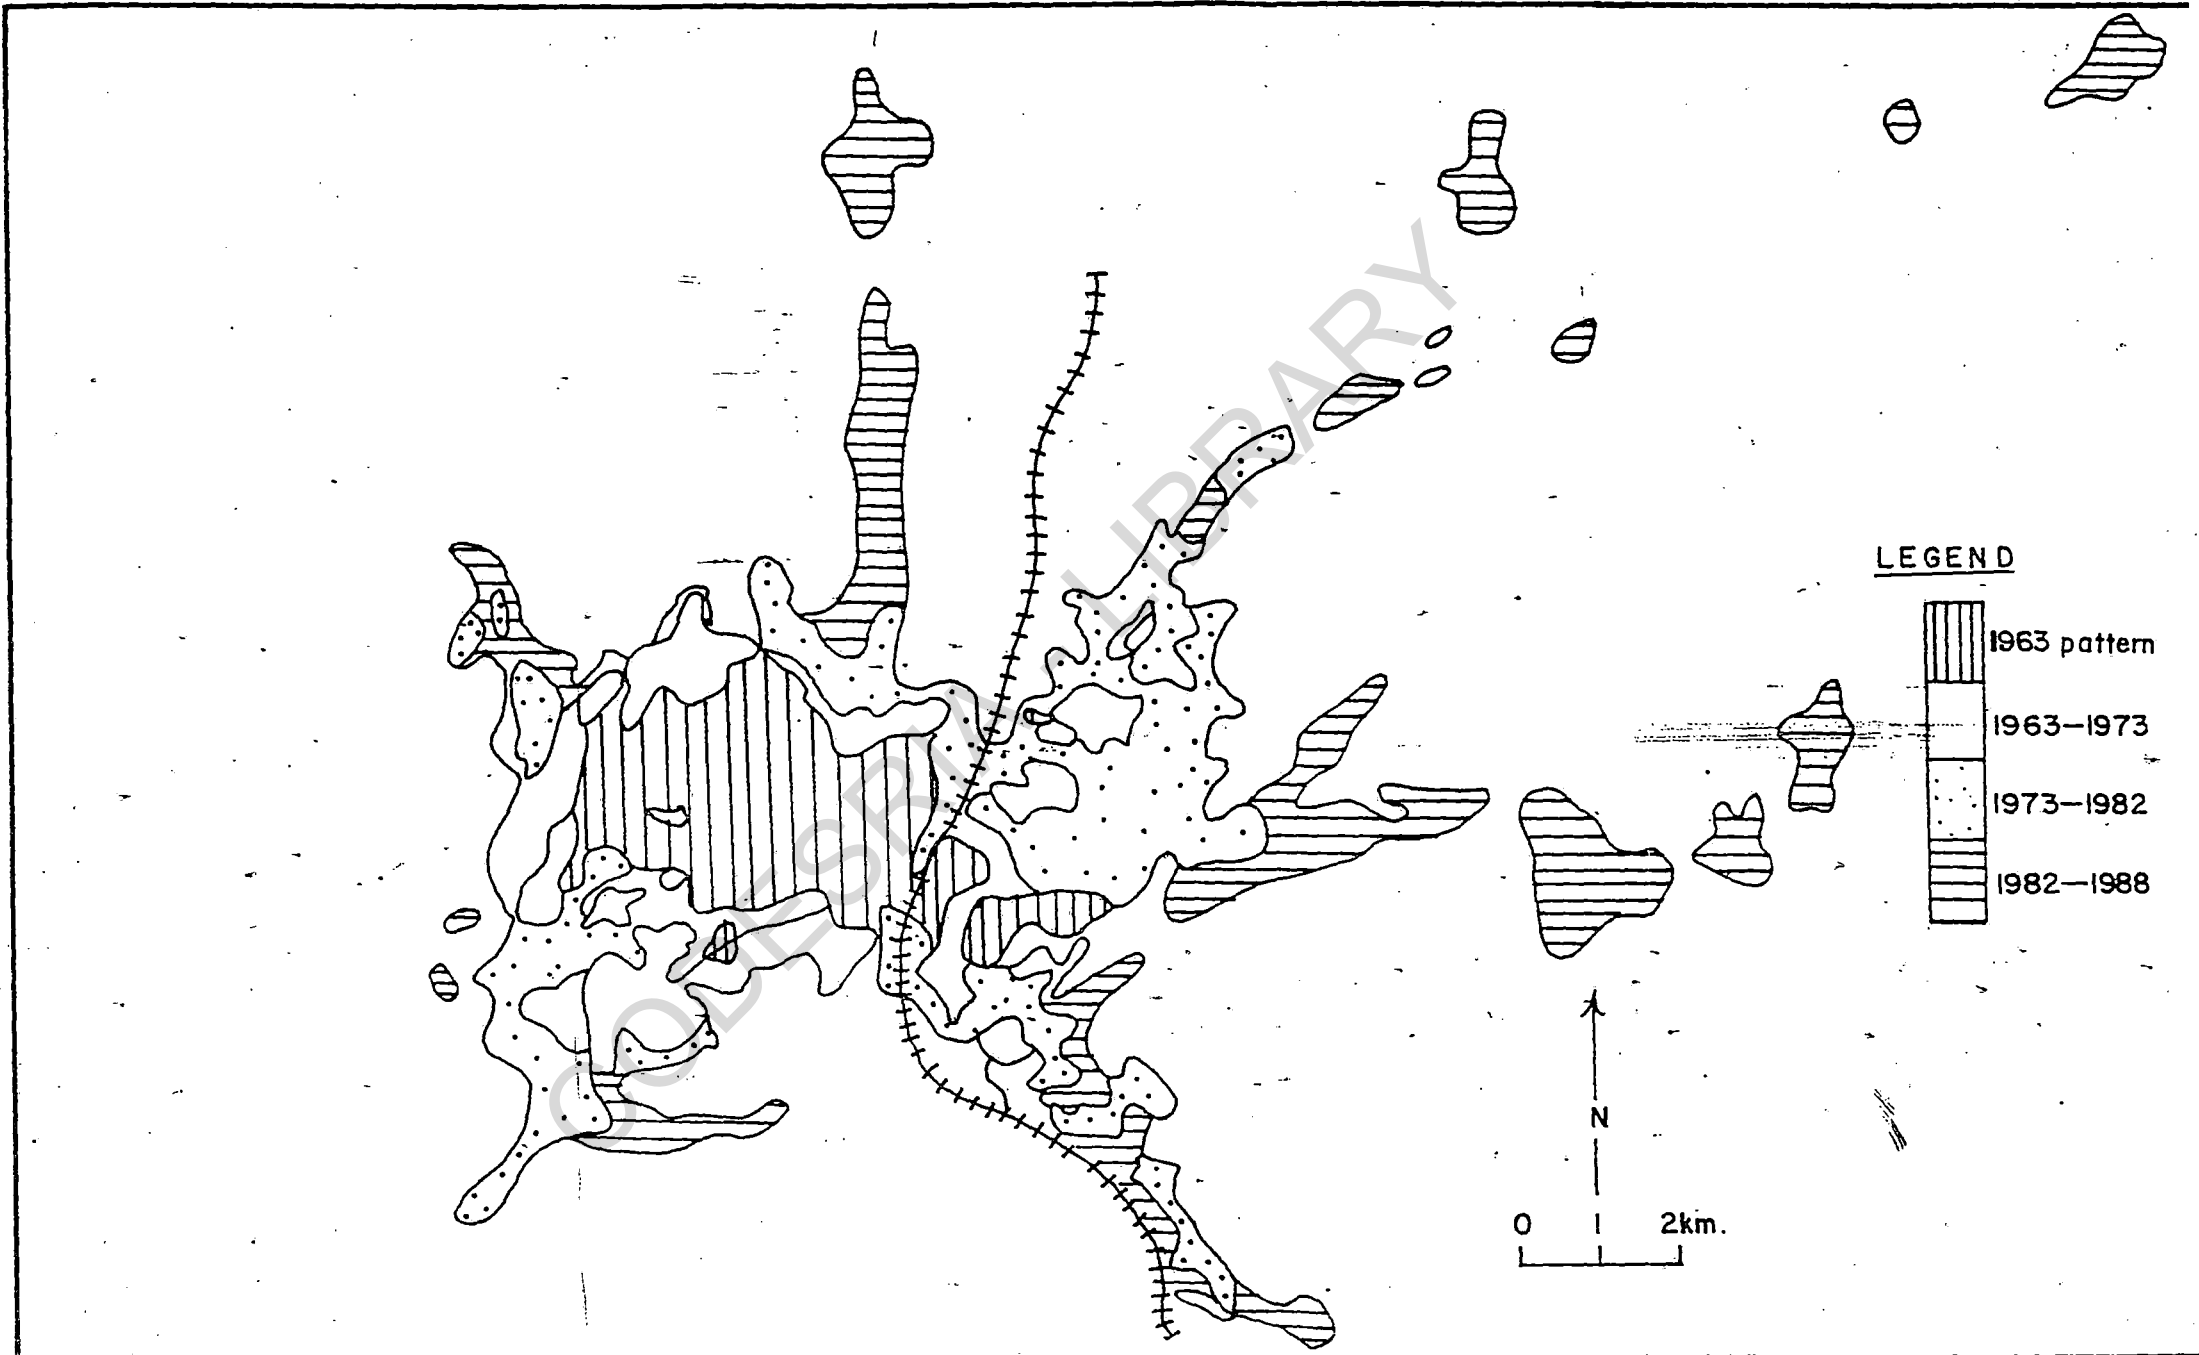 LEGEND
1963 pattern
1963-1973
1973-1982
1982-1988
N
0 1 2km.
CODESRIA - LIBRARY